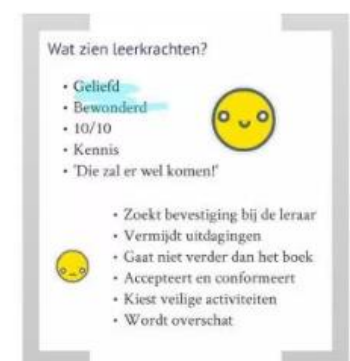 Wat zien leerkrachten?
• Geliefd
• Bewonderd
• 10/10
• Kennis
• 'Die zal er wel komen!'
• Zoekt bevestiging bij de leraar
• Vermijdt uitdagingen
• Gaat niet verder dan het boek
• Accepteert en conformeert
• Kiest veilige activiteiten
• Wordt overschat